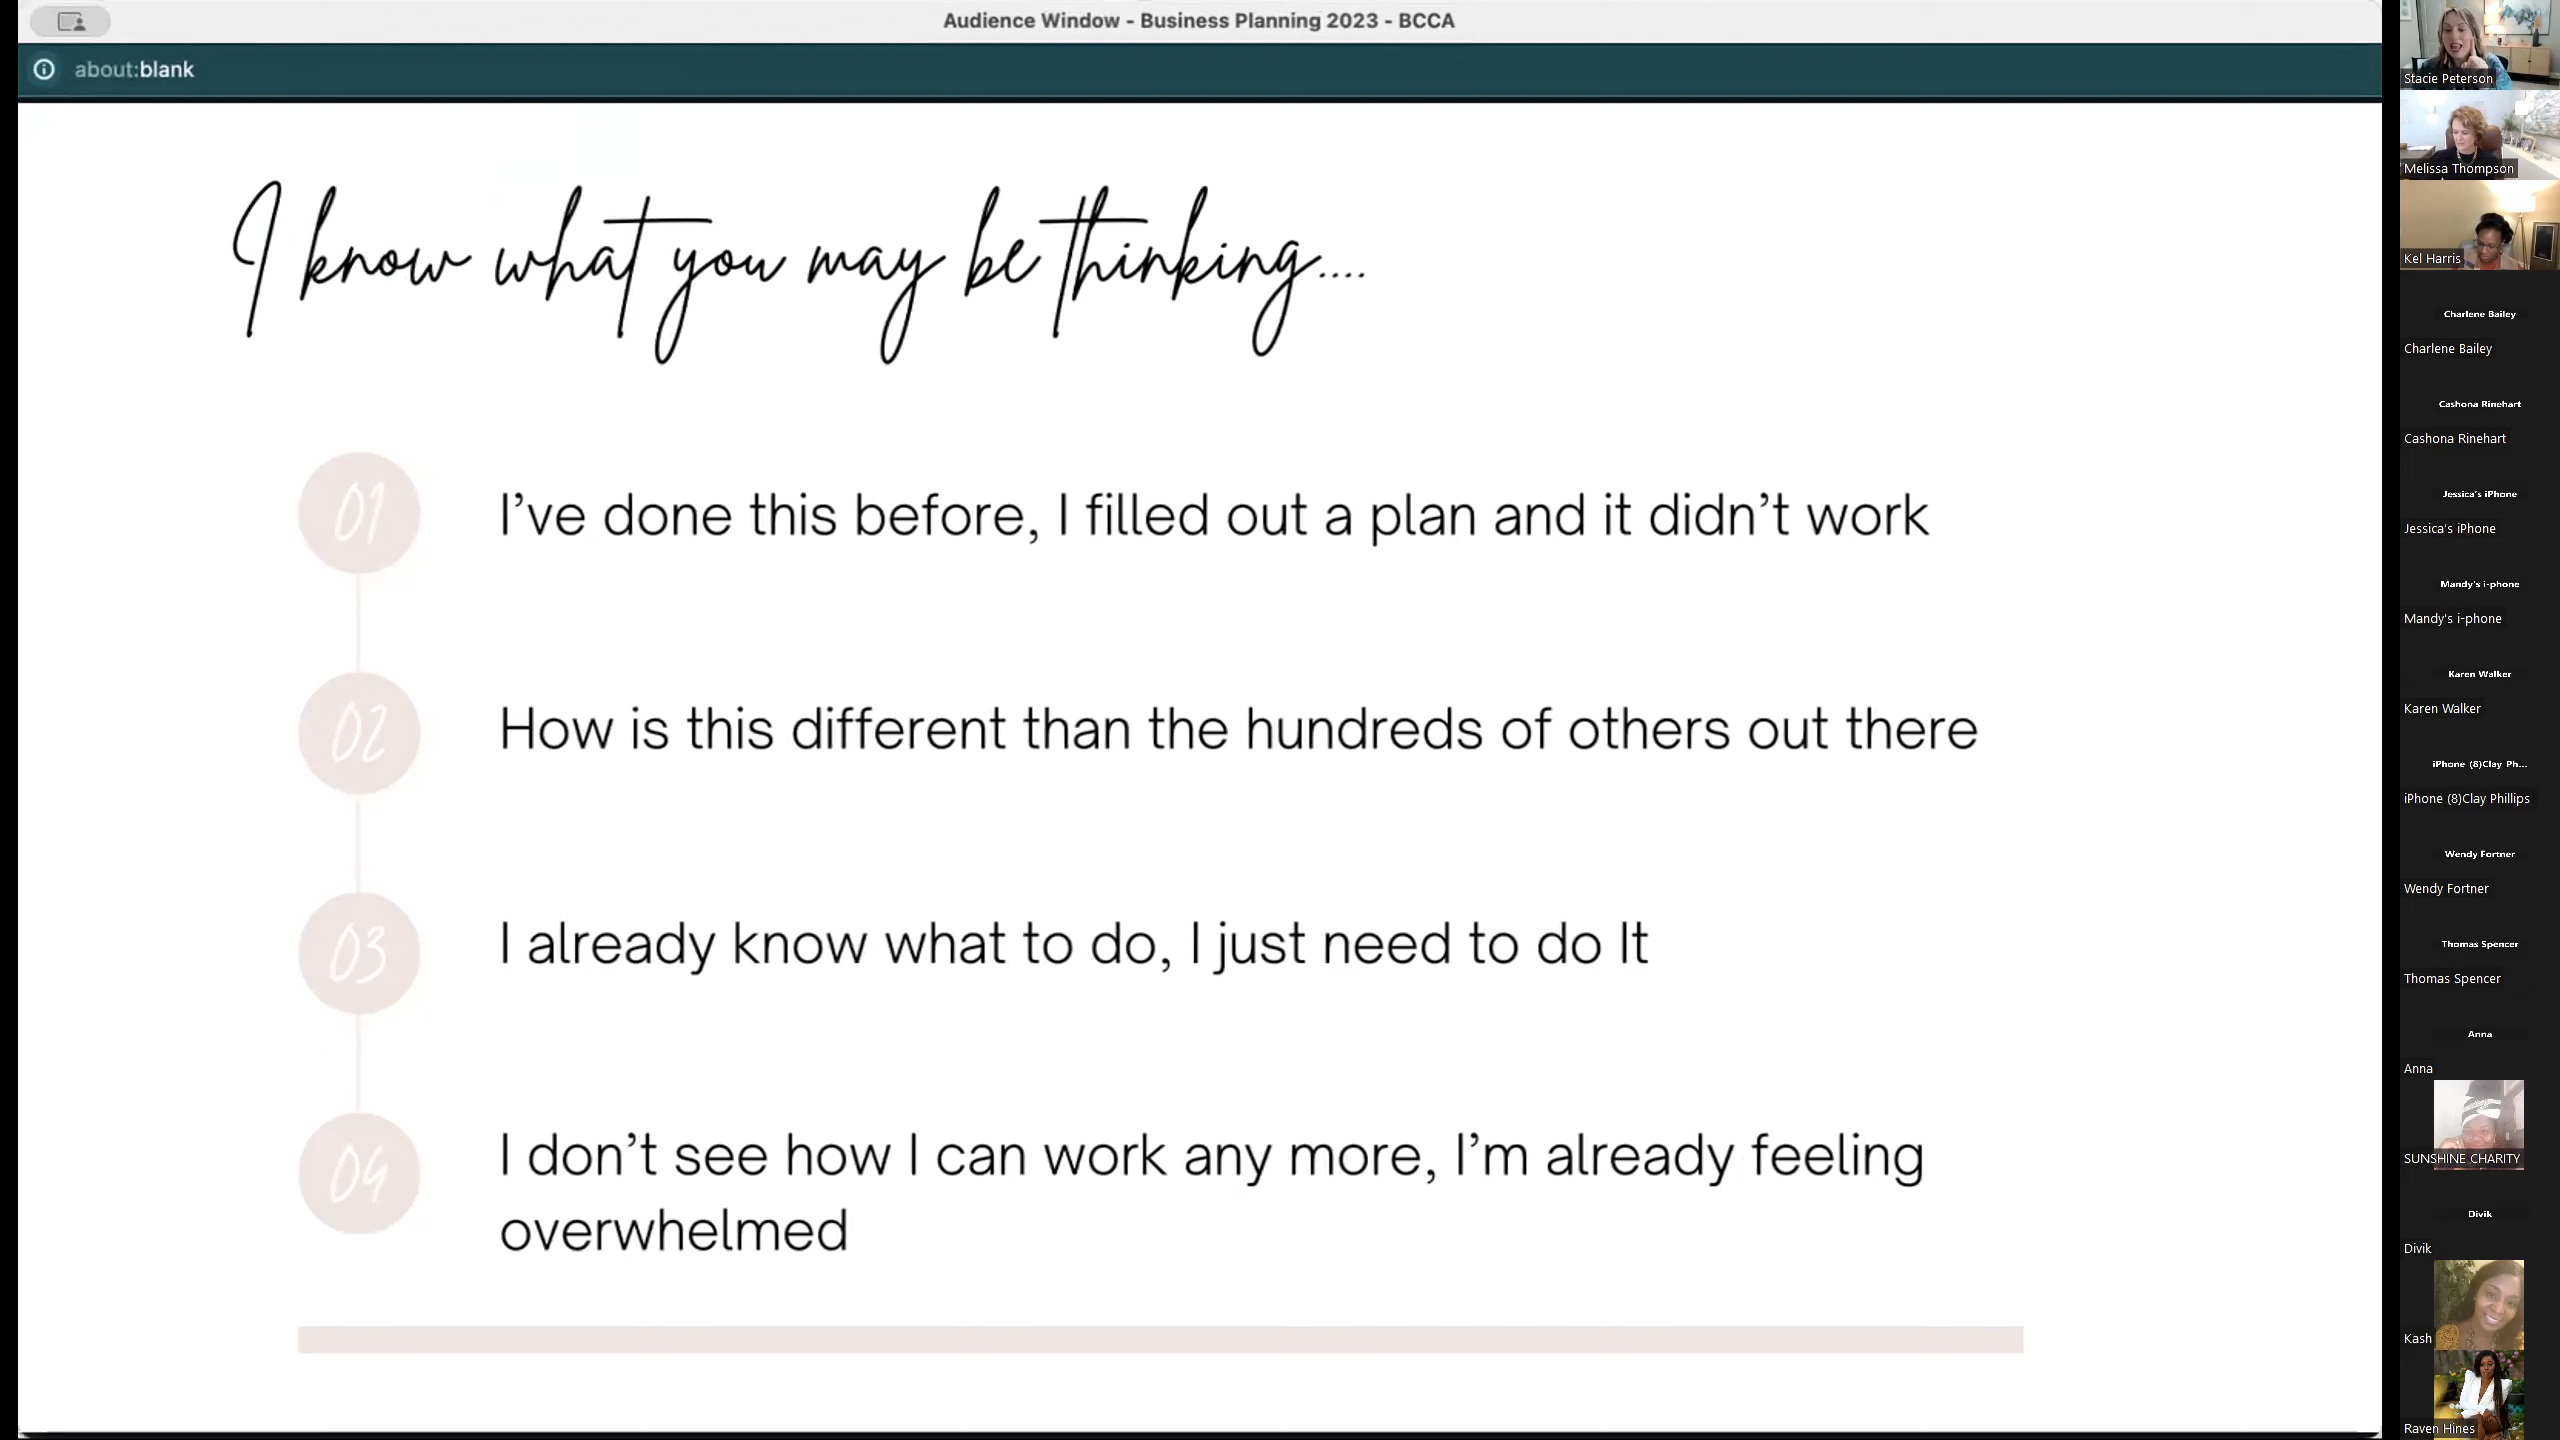 Audience Window - Business Planning 2023 - BCCA
about:blank
I know what you may be thinking....
01
I’ve done this before, I filled out a plan and it didn’t work
02
How is this different than the hundreds of others out there
03
I already know what to do, I just need to do It
04
I don’t see how I can work any more, I’m already feeling
overwhelmed
Stacie Peterson
Melissa Thompson
Kel Harris
Charlene Bailey
Charlene Bailey
Cashona Rinehart
Cashona Rinehart
Jessica's iPhone
Jessica's iPhone
Mandy's i-phone
Mandy's i-phone
Karen Walker
Karen Walker
iPhone (8)Clay Ph...
iPhone (8)Clay Phillips
Wendy Fortner
Wendy Fortner
Thomas Spencer
Thomas Spencer
Anna
Anna
SUNSHINE CHARITY
Divik
Divik
Kash
Raven Hines